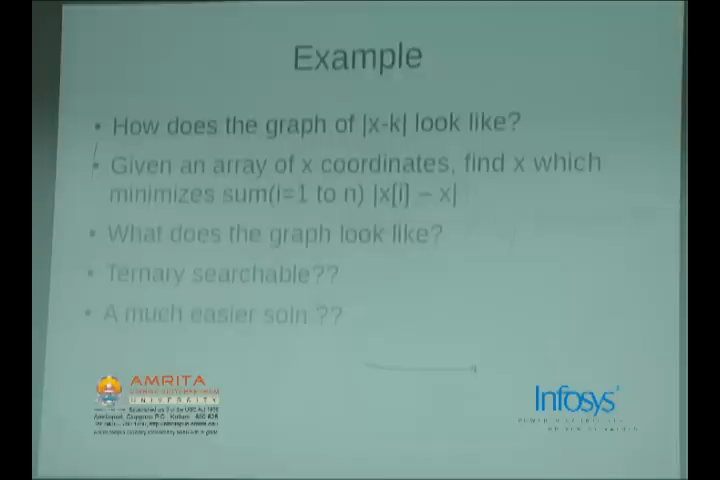 Example
• How does the graph of |x-k| look like?
• Given an array of x coordinates, find x which
minimizes sum(i=1 to n) |x[i] – x|
• What does the graph look like?
• Ternary searchable??
• A much easier soln ??
AMRITA
UNIVERSITY
Infosys